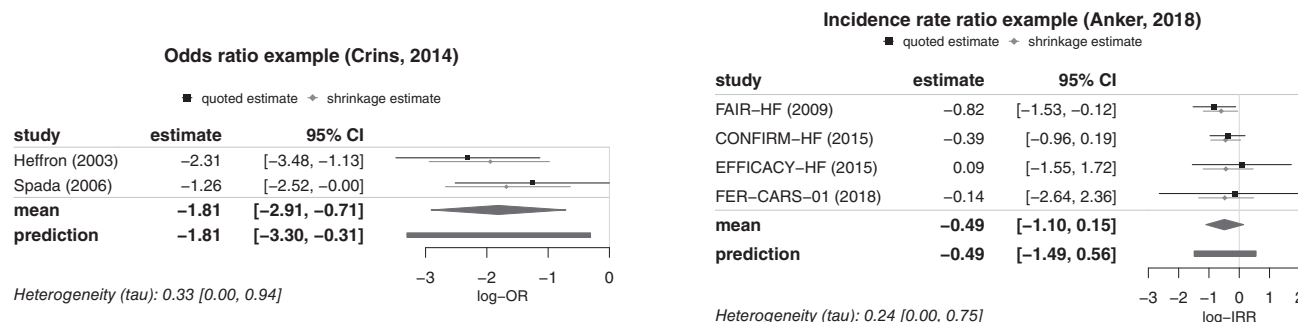 Odds ratio example (Crins, 2014)
quoted estimate shrinkage estimate
study estimate 95% CI
Heffron (2003) −2.31 [−3.48, −1.13]
Spada (2006) −1.26 [−2.52, −0.00]
mean −1.81 [−2.91, −0.71]
prediction −1.81 [−3.30, −0.31]
−3 −2 −1 0
Heterogeneity (tau): 0.33 [0.00, 0.94]
log−OR
Incidence rate ratio example (Anker, 2018)
quoted estimate shrinkage estimate
study estimate 95% CI
FAIR−HF (2009) −0.82 [−1.53, −0.12]
CONFIRM−HF (2015) −0.39 [−0.96, 0.19]
EFFICACY−HF (2015) 0.09 [−1.55, 1.72]
FER−CARS−01 (2018) −0.14 [−2.64, 2.36]
mean −0.49 [−1.10, 0.15]
prediction −0.49 [−1.49, 0.56]
−3 −2 −1 0 1 2
Heterogeneity (tau): 0.24 [0.00, 0.75]
log−IRR